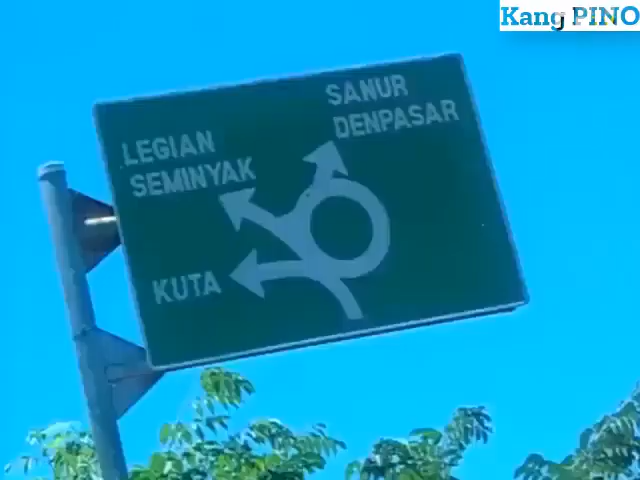 Kang PINO
SANUR
DENPASAR
LEGIAN
SEMINYAK
KUTA